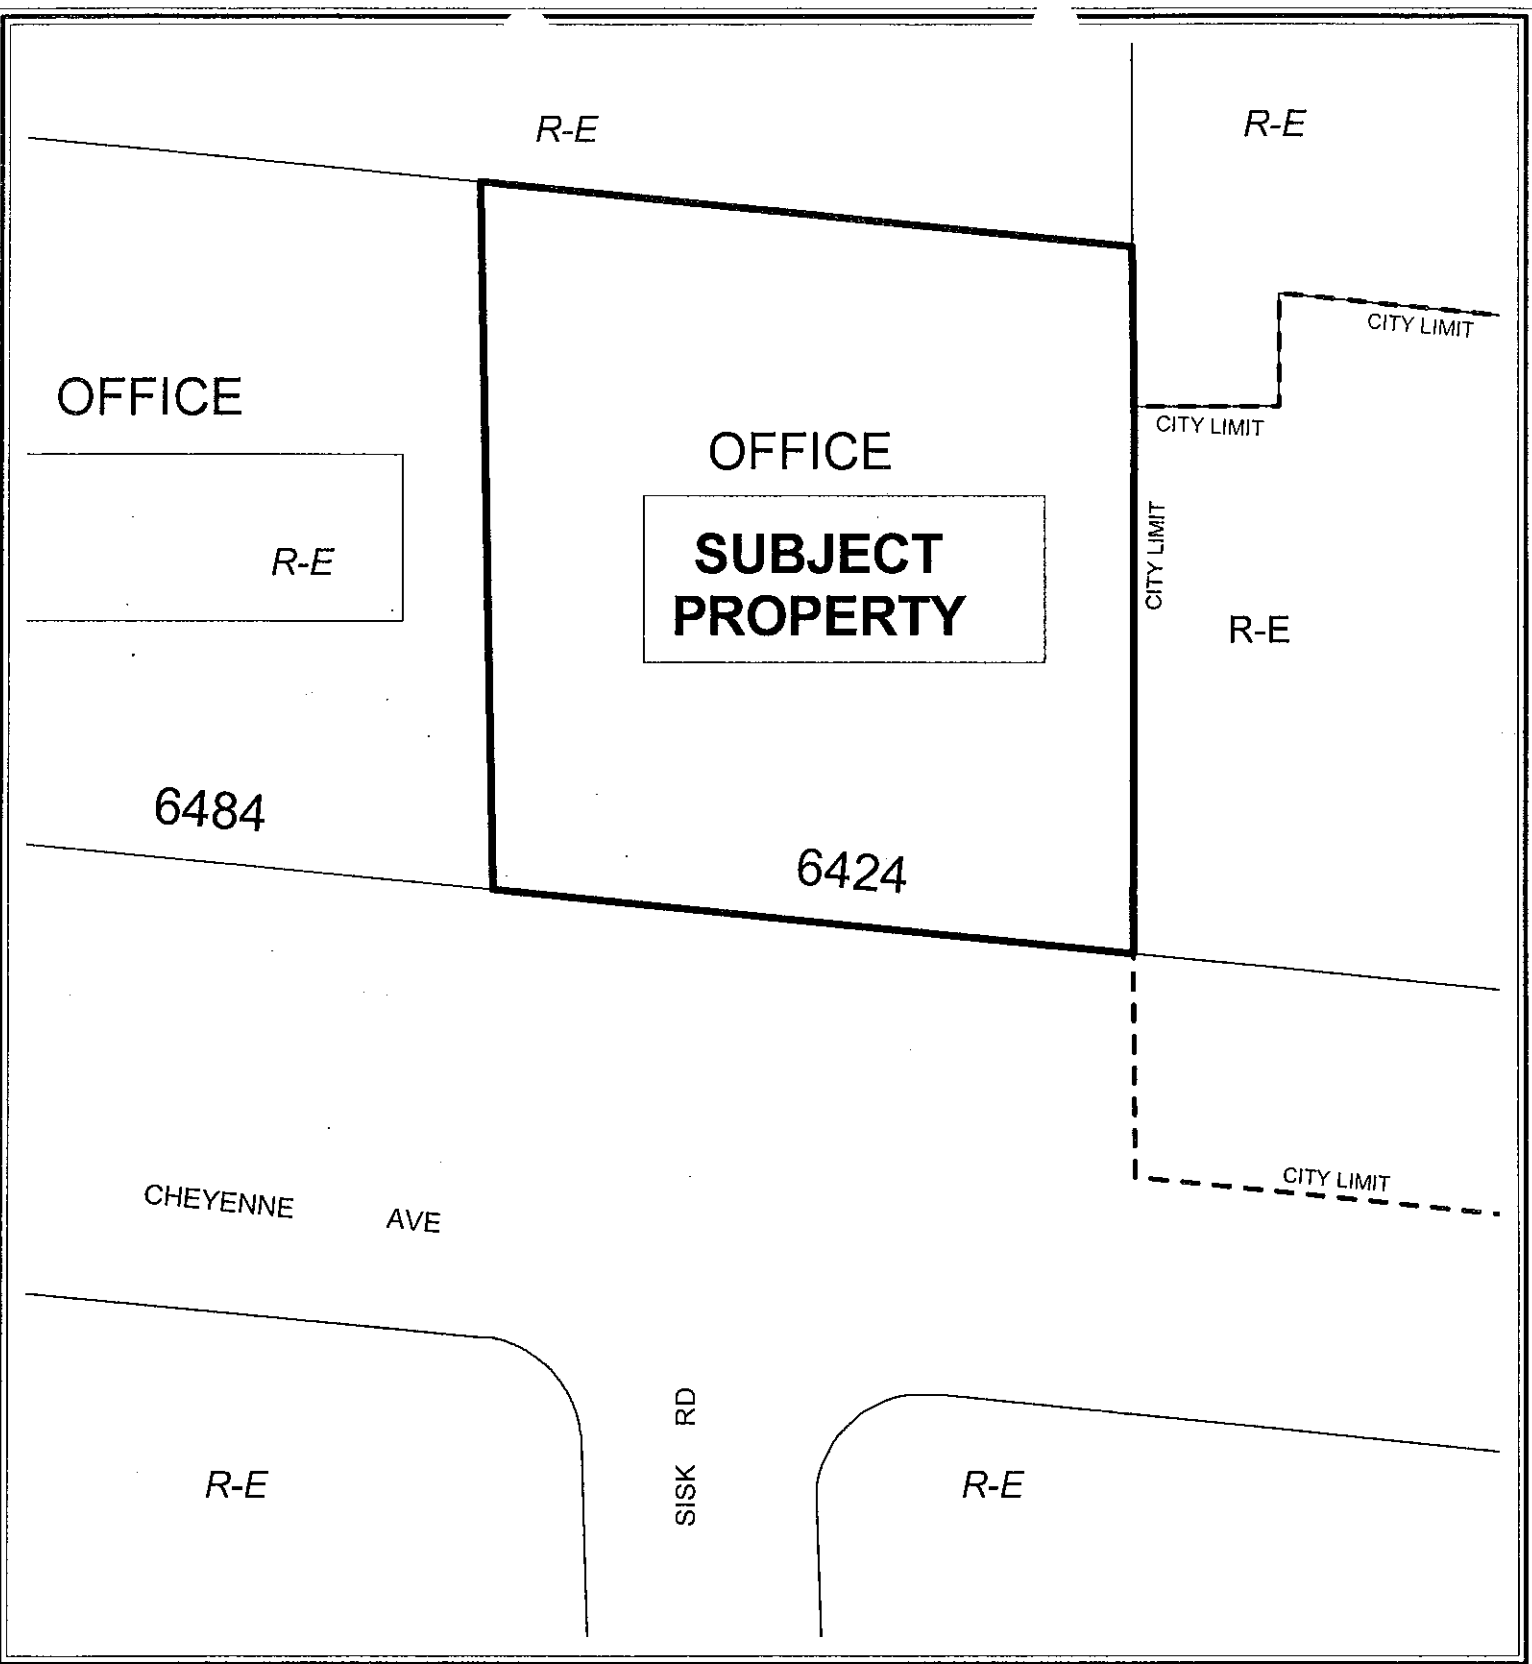 R-E
R-E
CITY LIMIT
OFFICE
CITY LIMIT
OFFICE
SUBJECT
PROPERTY
CITY LIMIT
R-E
R-E
6484
6424
CITY LIMIT
CHEYENNE AVE
SISK RD
R-E
R-E